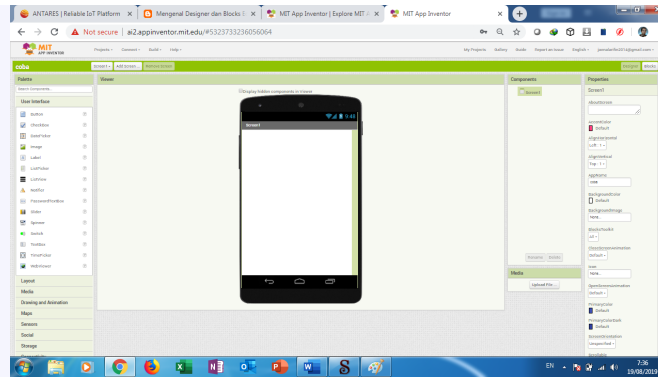 ANTARES | Reliable IoT Platform
Mengenal Designer dan Blocks
MIT App Inventor | Explore MIT A
MIT App Inventor
Not secure | ai2.appinventor.mit.edu/#5325733256056064
MIT
APP INVENTOR
Projects Connect Build Help
My Projects Gallery Guide Report an Issue English
coba
Screen1 Add Screen ... Remove Screen
Designer Blocks
Palette
Viewer
Components
Properties
Search Components...
User Interface
Button
CheckBox
DatePicker
Image
Label
ListPicker
ListView
Notifier
PasswordTextBox
Slider
Spinner
Switch
TextBox
TimePicker
WebViewer
Layout
Media
Drawing and Animation
Maps
Sensors
Social
Storage
Display hidden components in Viewer
9:48
Screen1
Screen1
Rename Delete
Media
Upload File ...
Screen1
AboutScreen
AccentColor
Default
AlignHorizontal
Left : 1
AlignVertical
Top : 1
AppName
coba
BackgroundColor
Default
BackgroundImage
None...
BlocksToolkit
All
CloseScreenAnimation
Default
Icon
None...
OpenScreenAnimation
Default
PrimaryColor
Default
PrimaryColorDark
Default
ScreenOrientation
Unspecified
Scrollable
EN
7:36
19/08/2019